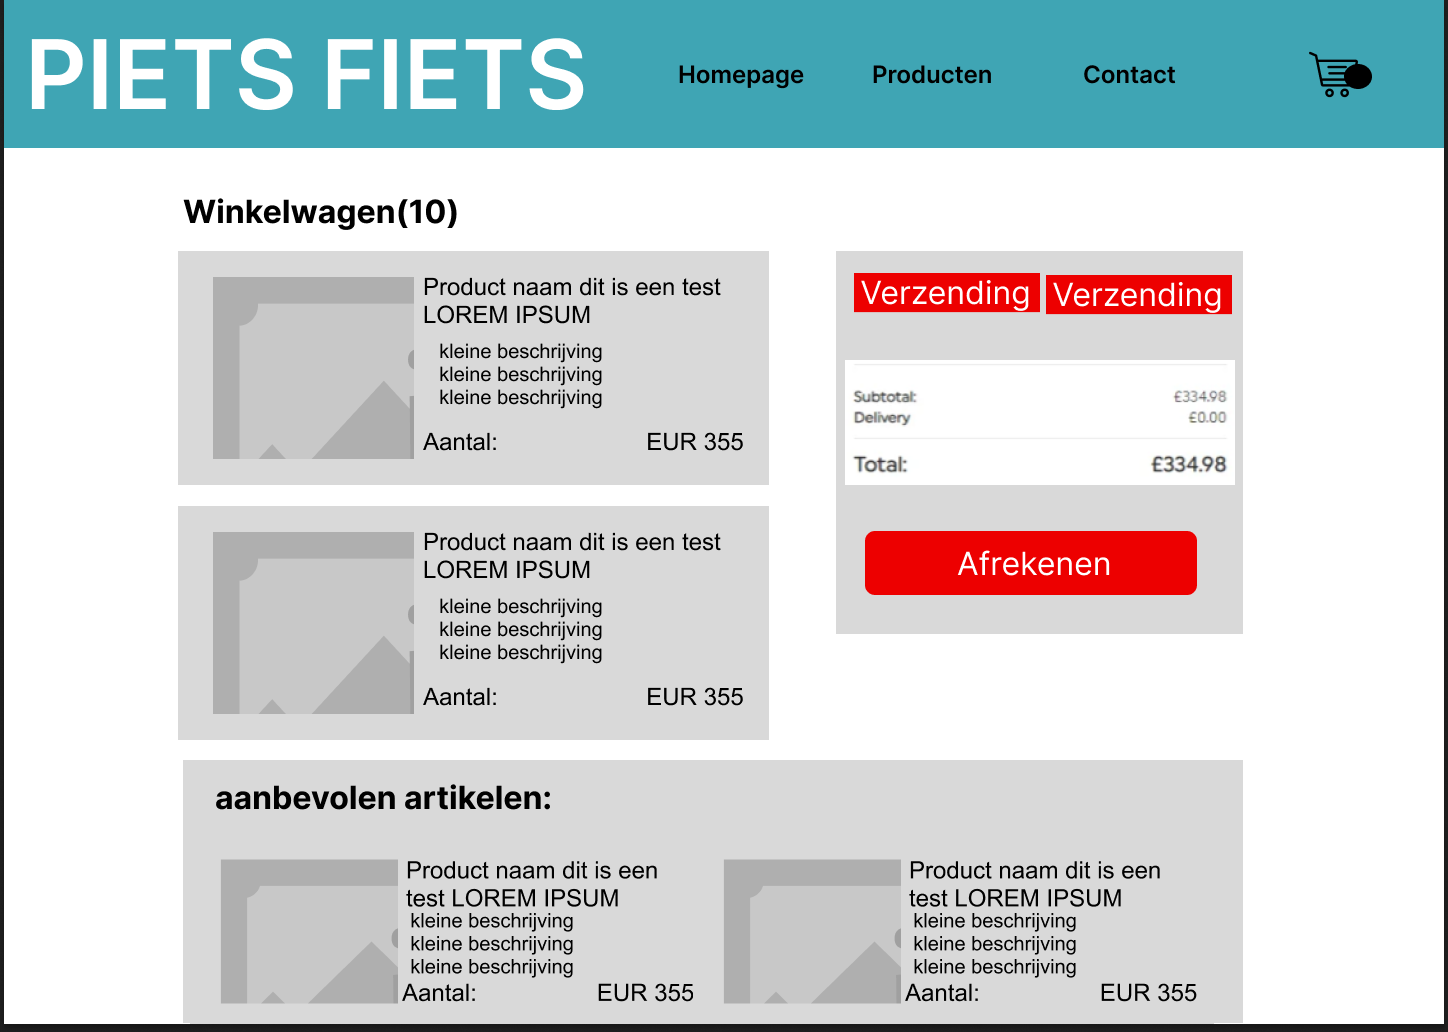 PIETS FIETS
Homepage
Producten
Contact
Winkelwagen(10)
Product naam dit is een test
LOREM IPSUM
kleine beschrijving
kleine beschrijving
kleine beschrijving
Aantal: EUR 355
Product naam dit is een test
LOREM IPSUM
kleine beschrijving
kleine beschrijving
kleine beschrijving
Aantal: EUR 355
Verzending
Verzending
Subtotal: £334.98
Delivery £0.00
Total: £334.98
Afrekenen
aanbevolen artikelen:
Product naam dit is een
test LOREM IPSUM
kleine beschrijving
kleine beschrijving
kleine beschrijving
Aantal: EUR 355
Product naam dit is een
test LOREM IPSUM
kleine beschrijving
kleine beschrijving
kleine beschrijving
Aantal: EUR 355